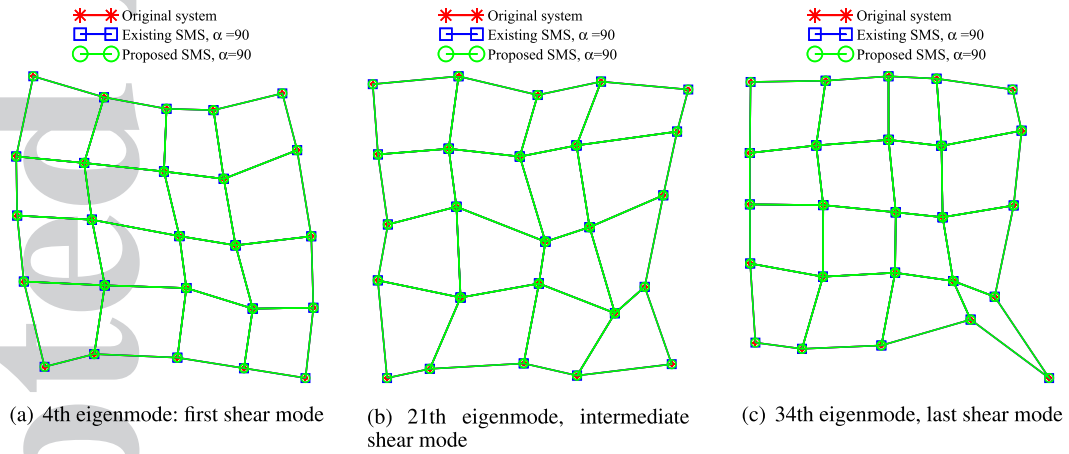 Original system
Existing SMS, α =90
Proposed SMS, α=90
Original system
Existing SMS, α =90
Proposed SMS, α=90
Original system
Existing SMS, α =90
Proposed SMS, α=90
(a) 4th eigenmode: first shear mode
(b) 21th eigenmode, intermediate
shear mode
(c) 34th eigenmode, last shear mode
pted